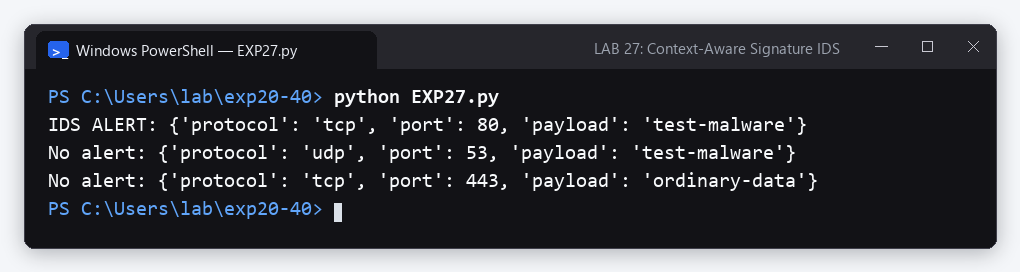 Windows PowerShell — EXP27.py
LAB 27: Context-Aware Signature IDS
PS C:\Users\lab\exp20-40> python EXP27.py
IDS ALERT: {'protocol': 'tcp', 'port': 80, 'payload': 'test-malware'}
No alert: {'protocol': 'udp', 'port': 53, 'payload': 'test-malware'}
No alert: {'protocol': 'tcp', 'port': 443, 'payload': 'ordinary-data'}
PS C:\Users\lab\exp20-40>